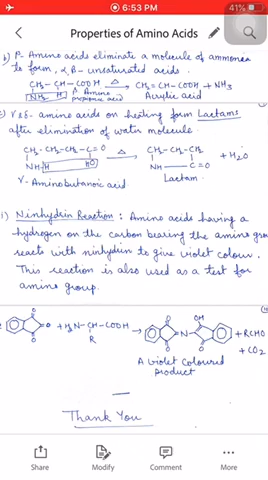 6:53 PM
41%
Properties of Amino Acids
b) β-Amino acids eliminate a molecule of ammonia
to form, α,β-unsaturated acids.
CH₂-CH-COOH △→ CH₂=CH-COOH + NH₃
NH₂ H β Amino propanoic acid Acrylic acid
γ & δ-amino acids on heating form Lactams
after elimination of water molecule.
CH₂-CH₂-CH₂-C=O △→ CH₂-CH₂-CH₂ + H₂O
NH-H HO NH — C=O
γ-Aminobutanoic acid Lactam
i) Ninhydrin Reaction: Amino acids having a
hydrogen on the carbon bearing the amino gro
reacts with ninhydrin to give violet colour.
This reaction is also used as a test for
amino group.
O O OH
=O + H₂N-CH-COOH → =N + RCHO
O R O O + CO₂
A Violet Coloured
Product
Thank You
Share
Modify
Comment
More